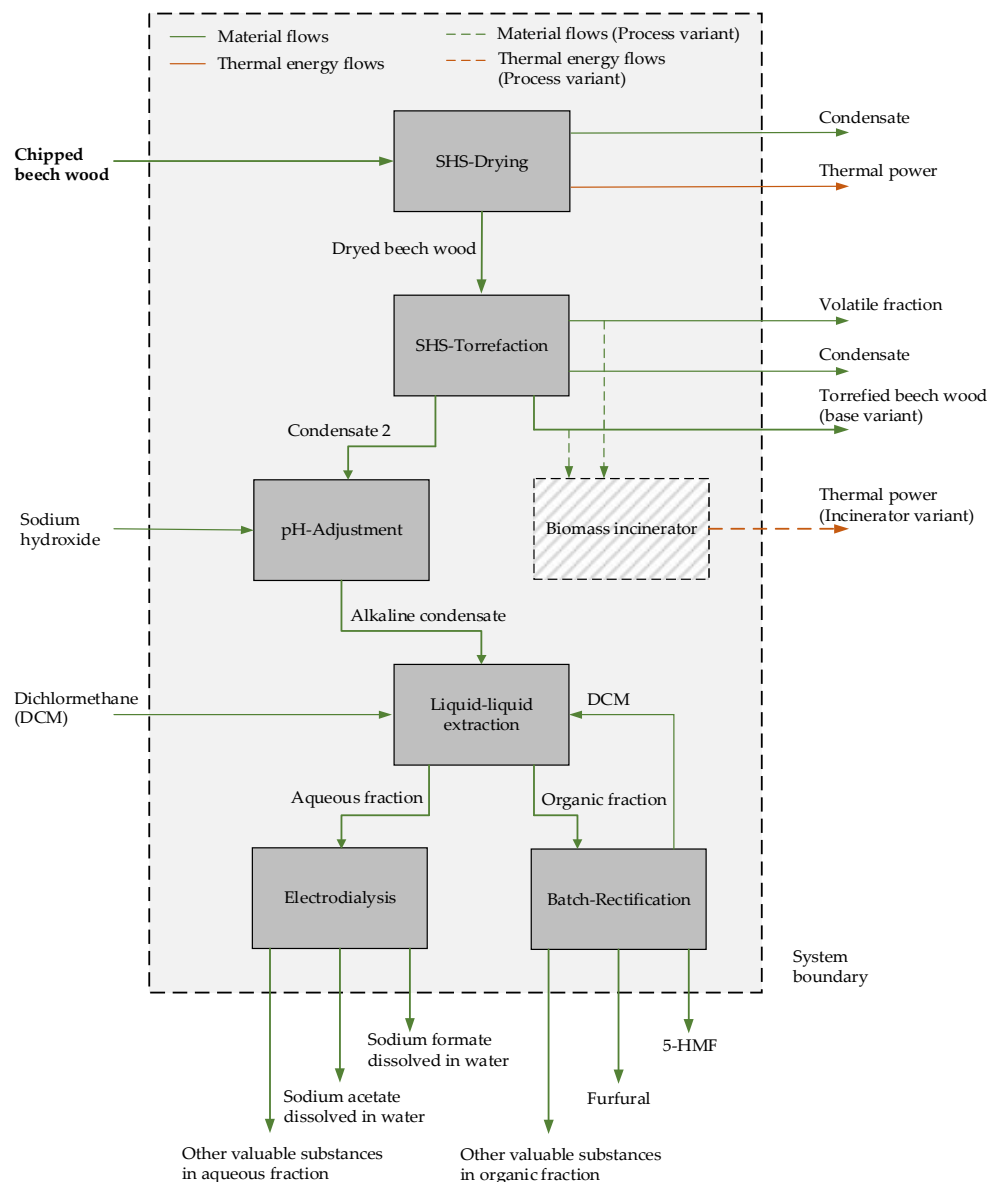 Material flows
Thermal energy flows
Material flows (Process variant)
Thermal energy flows
(Process variant)
Condensate
Chipped
beech wood
SHS-Drying
Thermal power
Dryed beech wood
Volatile fraction
SHS-Torrefaction
Condensate
Torrefied beech wood
(base variant)
Condensate 2
Thermal power
(Incinerator variant)
Sodium
hydroxide
pH-Adjustment
Biomass incinerator
Alkaline condensate
Dichlormethane
(DCM)
Liquid-liquid
extraction
DCM
Aqueous fraction
Organic fraction
Electrodialysis
Batch-Rectification
System
boundary
Sodium formate
dissolved in water
5-HMF
Sodium acetate
dissolved in water
Furfural
Other valuable substances
in aqueous fraction
Other valuable substances
in organic fraction